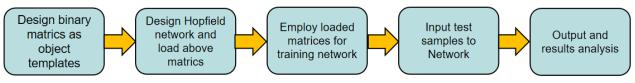 Design binary
matrics as
object
templates
Design Hopfield
network and
load above
matrics
Employ loaded
matrices for
training network
Input test
samples to
Network
Output and
results analysis